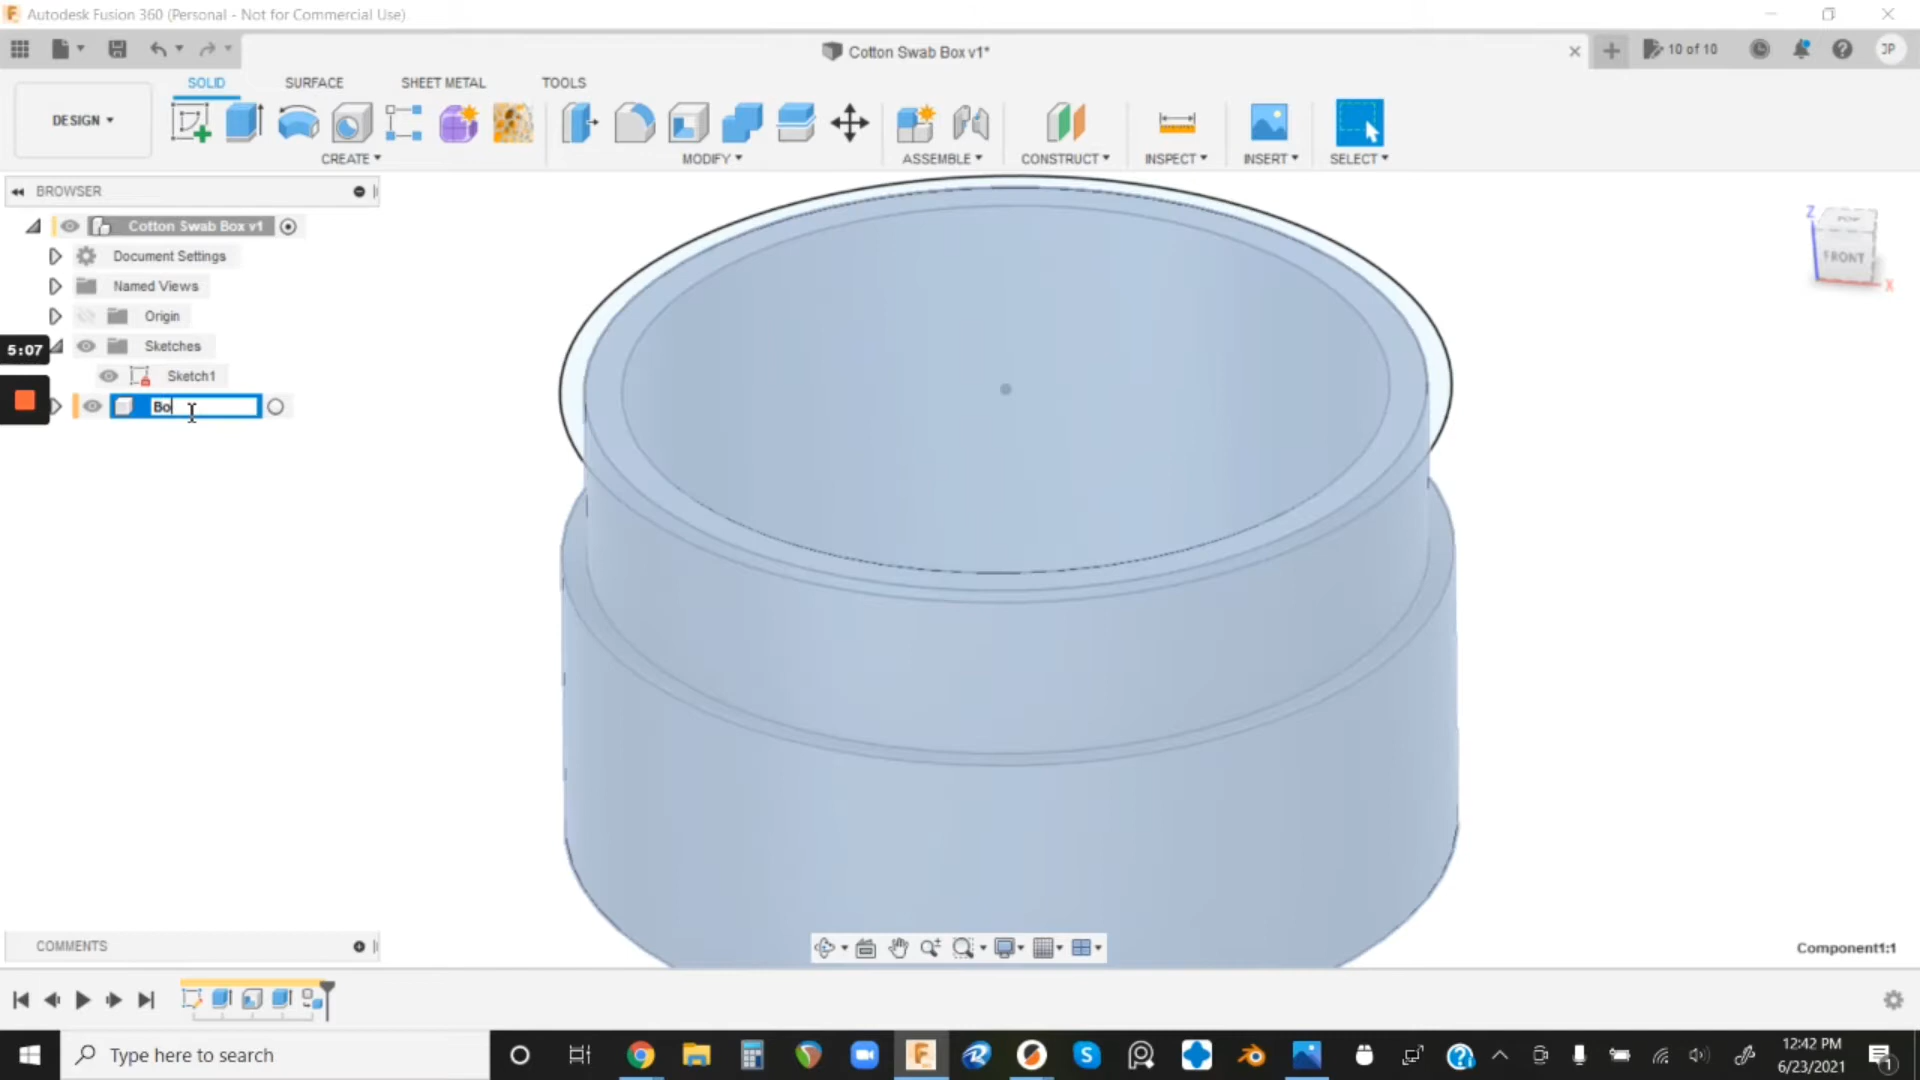 Autodesk Fusion 360 (Personal - Not for Commercial Use)
Cotton Swab Box v1*
10 of 10
JP
SOLID
SURFACE
SHEET METAL
TOOLS
DESIGN
CREATE
MODIFY
ASSEMBLE
CONSTRUCT
INSPECT
INSERT
SELECT
BROWSER
Cotton Swab Box v1
Document Settings
Named Views
Origin
5:07
Sketches
Sketch1
Bo
Z
TOP
FRONT
X
COMMENTS
Component1:1
Type here to search
12:42 PM
6/23/2021
1